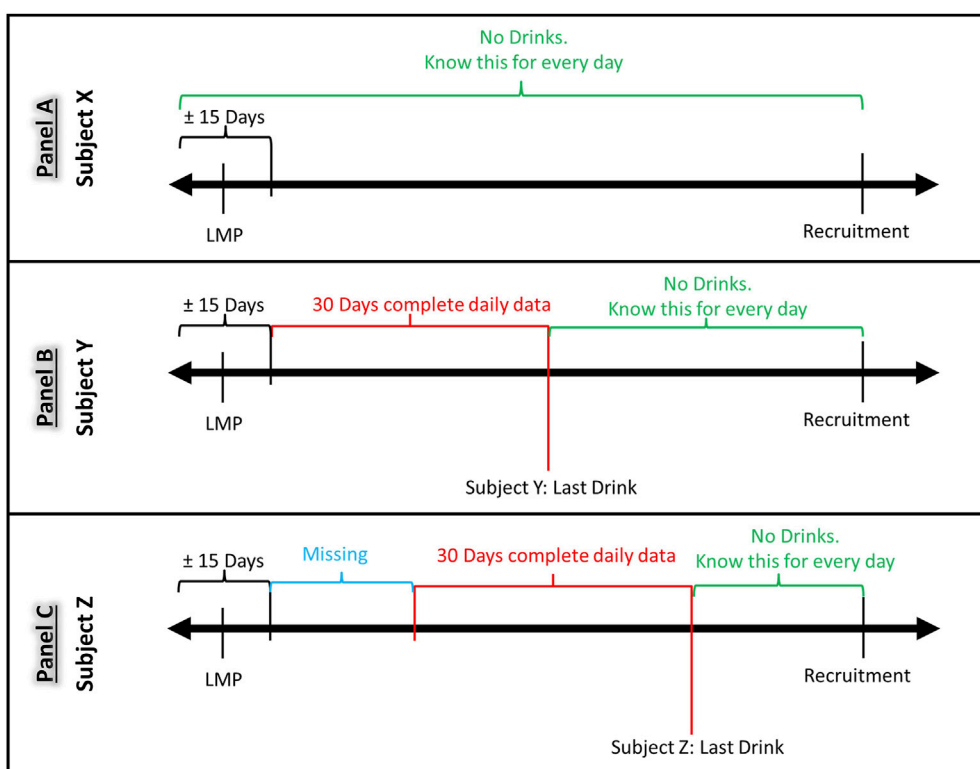 Panel A
Subject X
No Drinks.
Know this for every day
± 15 Days
LMP
Recruitment
Panel B
Subject Y
± 15 Days
30 Days complete daily data
No Drinks.
Know this for every day
LMP
Recruitment
Subject Y: Last Drink
Panel C
Subject Z
± 15 Days
Missing
30 Days complete daily data
No Drinks.
Know this for every day
LMP
Recruitment
Subject Z: Last Drink